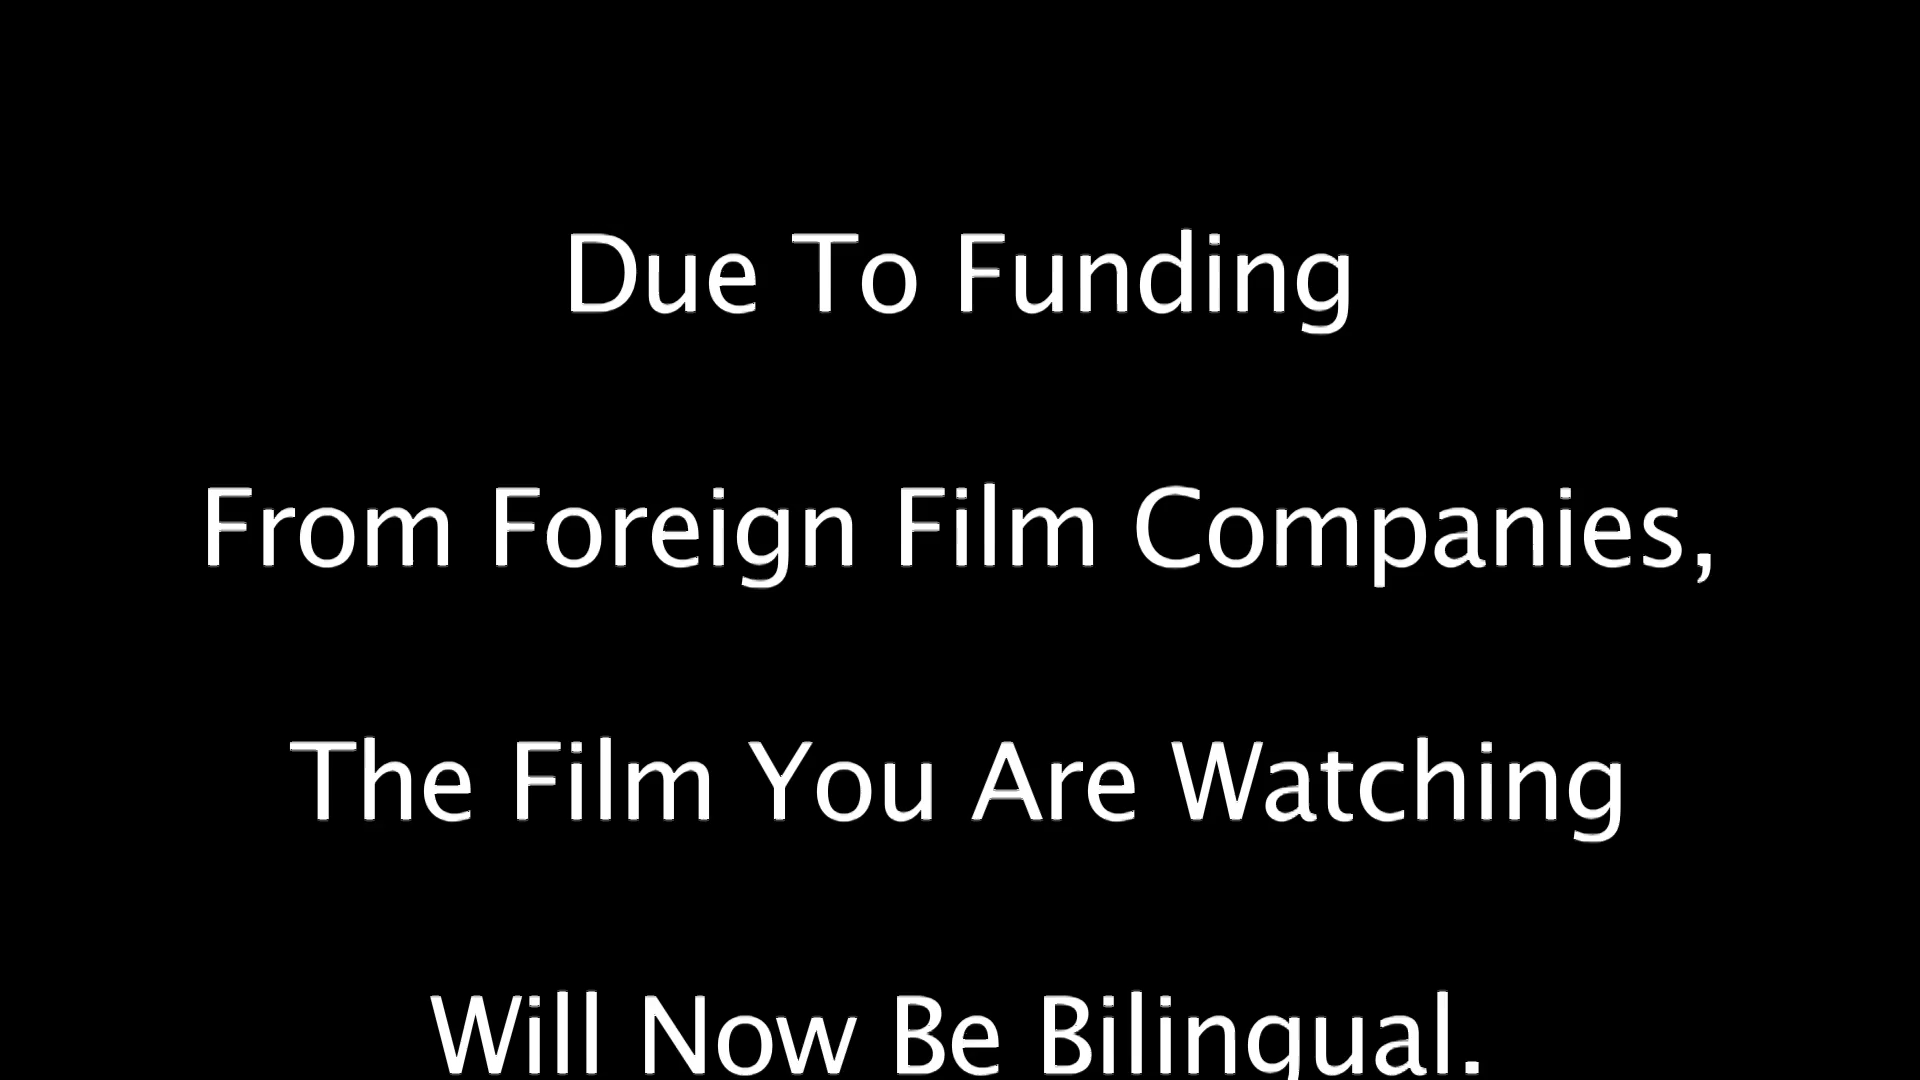 Due To Funding
From Foreign Film Companies,
The Film You Are Watching
Will Now Be Bilingual.